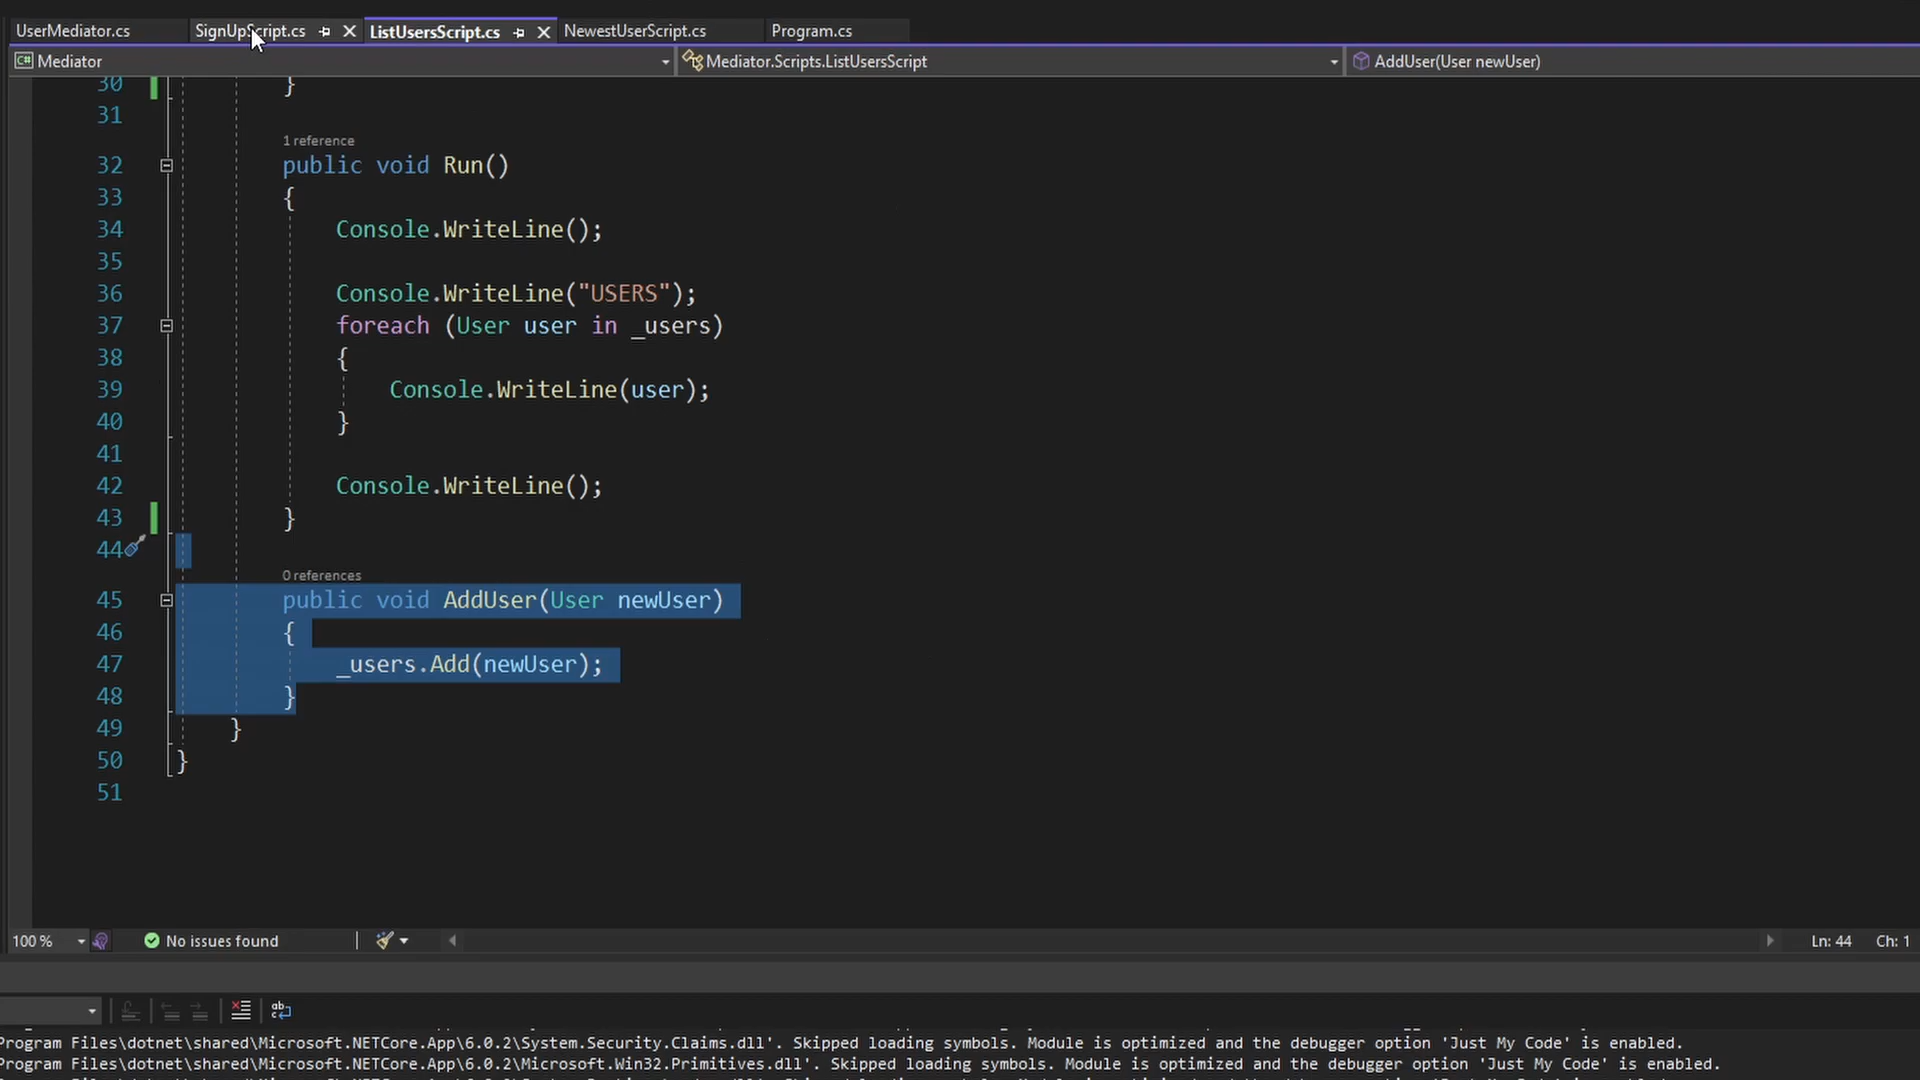 UserMediator.cs SignUpScript.cs ListUsersScript.cs NewestUserScript.cs Program.cs
C# Mediator Mediator.Scripts.ListUsersScript AddUser(User newUser)
30 }
31
1 reference
32 public void Run()
33 {
34 Console.WriteLine();
35
36 Console.WriteLine("USERS");
37 foreach (User user in _users)
38 {
39 Console.WriteLine(user);
40 }
41
42 Console.WriteLine();
43 }
44
0 references
45 public void AddUser(User newUser)
46 {
47 _users.Add(newUser);
48 }
49 }
50 }
51
100 % No issues found Ln: 44 Ch: 1
Program Files\dotnet\shared\Microsoft.NETCore.App\6.0.2\System.Security.Claims.dll'. Skipped loading symbols. Module is optimized and the debugger option 'Just My Code' is enabled.
Program Files\dotnet\shared\Microsoft.NETCore.App\6.0.2\Microsoft.Win32.Primitives.dll'. Skipped loading symbols. Module is optimized and the debugger option 'Just My Code' is enabled.